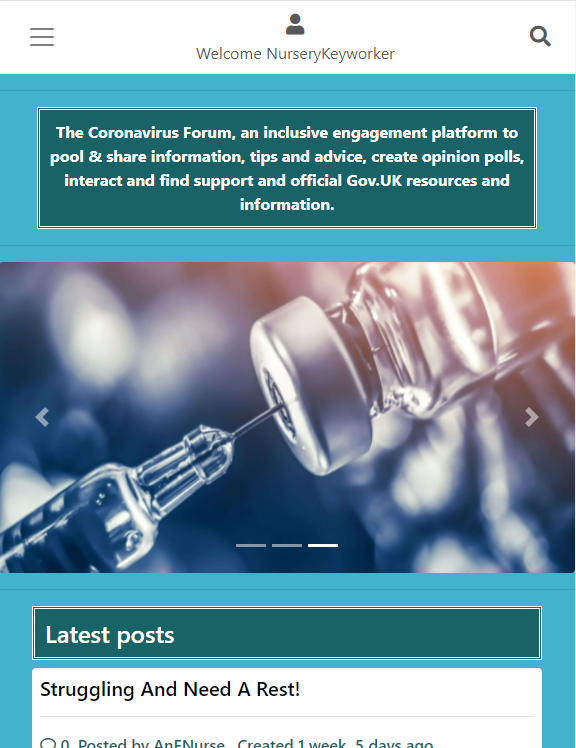 Welcome NurseryKeyworker
The Coronavirus Forum, an inclusive engagement platform to
pool & share information, tips and advice, create opinion polls,
interact and find support and official Gov.UK resources and
information.
Latest posts
Struggling And Need A Rest!
0 Posted by AnENurse Created 1 week, 5 days ago